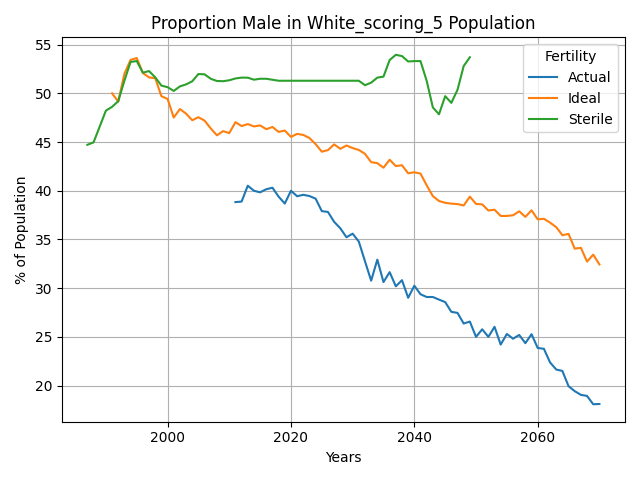 Proportion Male in White_scoring_5 Population
% of Population
55
50
45
40
35
30
25
20
2000
2020
2040
2060
Years
Fertility
Actual
Ideal
Sterile